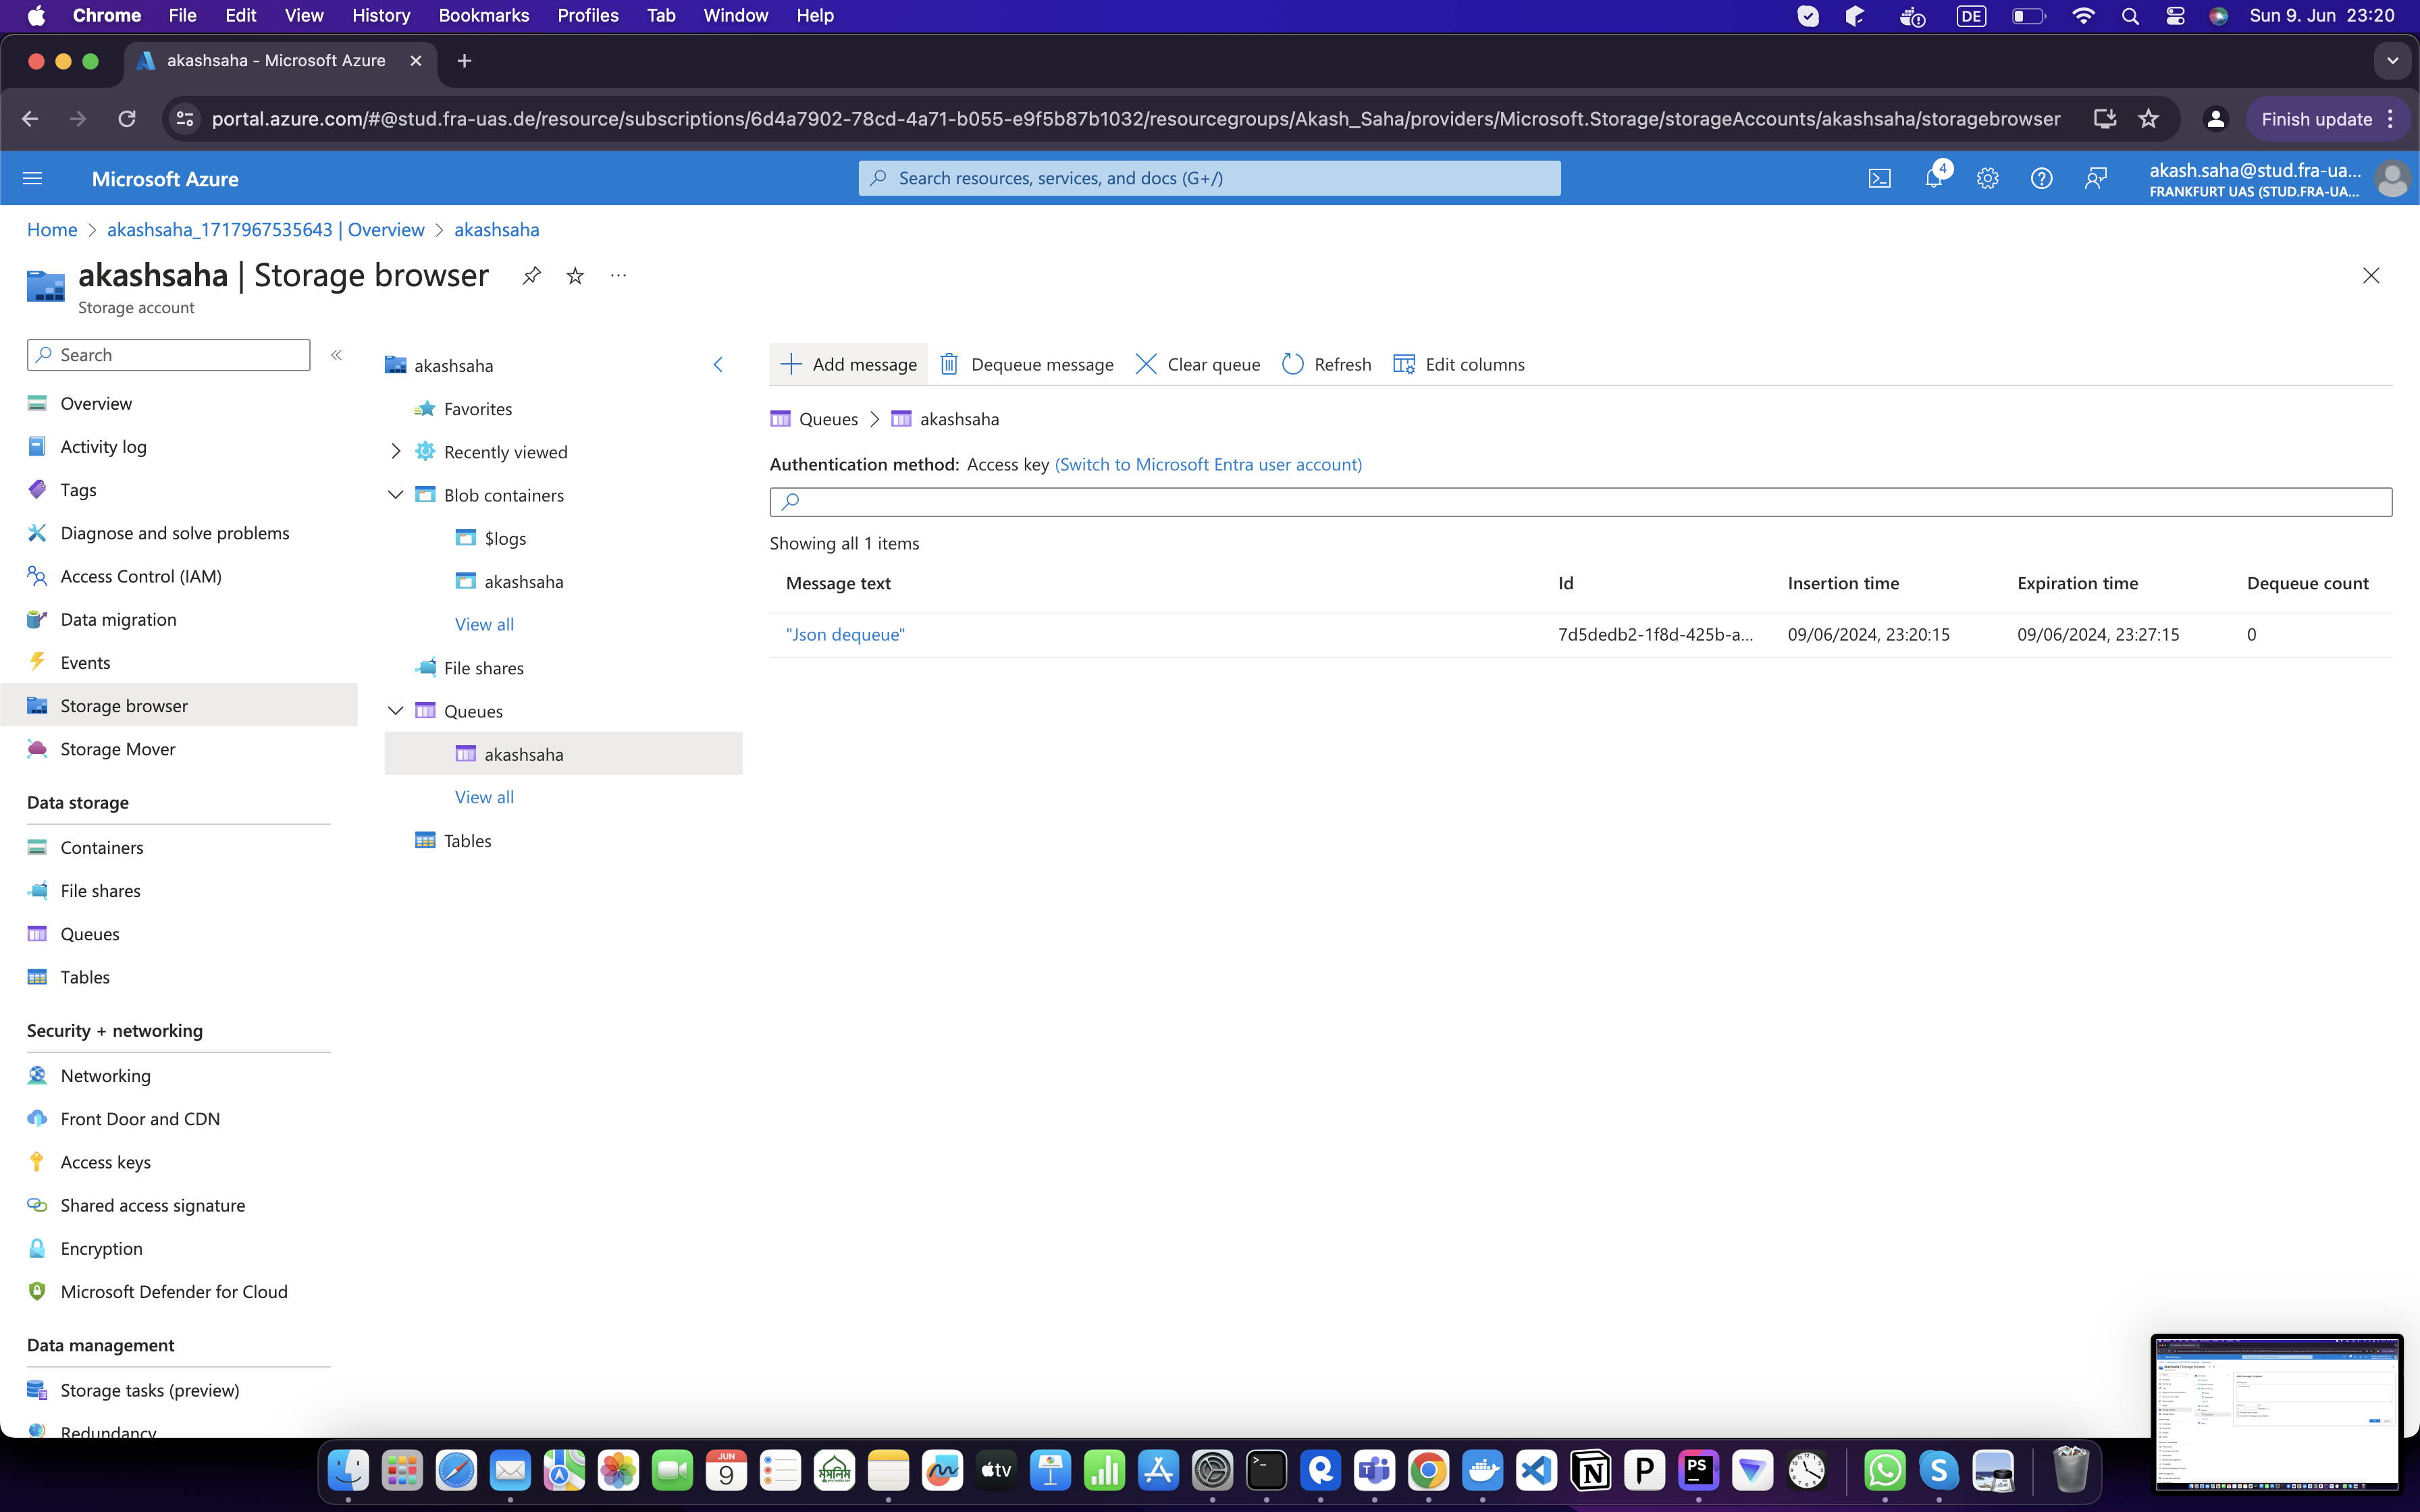 Chrome File Edit View History Bookmarks Profiles Tab Window Help DE Sun 9. Jun 23:20
akashsaha - Microsoft Azure
portal.azure.com/#@stud.fra-uas.de/resource/subscriptions/6d4a7902-78cd-4a71-b055-e9f5b87b1032/resourcegroups/Akash_Saha/providers/Microsoft.Storage/storageAccounts/akashsaha/storagebrowser Finish update
Microsoft Azure Search resources, services, and docs (G+/) 4 akash.saha@stud.fra-ua...
FRANKFURT UAS (STUD.FRA-UA...
Home > akashsaha_1717967535643 | Overview > akashsaha
akashsaha | Storage browser
Storage account
Search
Overview
Activity log
Tags
Diagnose and solve problems
Access Control (IAM)
Data migration
Events
Storage browser
Storage Mover
Data storage
Containers
File shares
Queues
Tables
Security + networking
Networking
Front Door and CDN
Access keys
Shared access signature
Encryption
Microsoft Defender for Cloud
Data management
Storage tasks (preview)
Redundancy
akashsaha
Favorites
Recently viewed
Blob containers
$logs
akashsaha
View all
File shares
Queues
akashsaha
View all
Tables
Add message Dequeue message Clear queue Refresh Edit columns
Queues > akashsaha
Authentication method: Access key (Switch to Microsoft Entra user account)
Showing all 1 items
Message text Id Insertion time Expiration time Dequeue count
"Json dequeue" 7d5dedb2-1f8d-425b-a... 09/06/2024, 23:20:15 09/06/2024, 23:27:15 0
JUN
9
মুসলিম
tv
PS